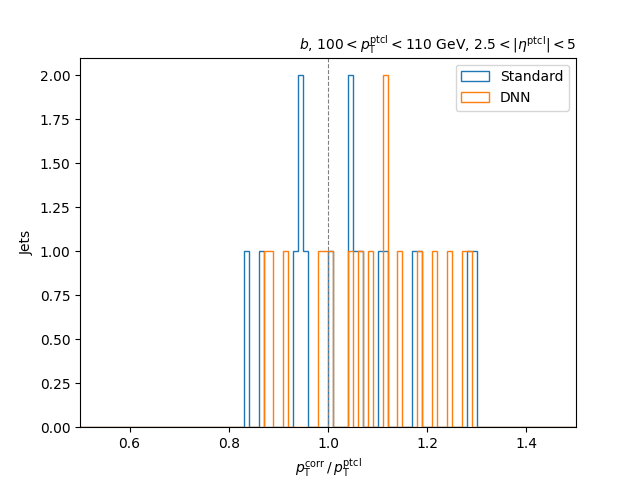 b, 100 < p_T^ptcl < 110 GeV, 2.5 < |η^ptcl| < 5
Standard
DNN
2.00
1.75
1.50
1.25
1.00
0.75
0.50
0.25
0.00
Jets
0.6 0.8 1.0 1.2 1.4
p_T^corr / p_T^ptcl